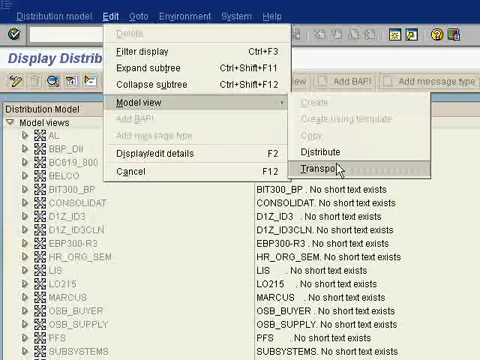 Distribution model Edit Goto Environment System Help
Display Distrib
Delete
Filter display Ctrl+F3
Expand subtree Ctrl+Shift+F11
Collapse subtree Ctrl+Shift+F12
Model view
Add BAPI
Add message type
Display/edit details F2
Cancel F12
Create
Create using template
Copy
Distribute
Transpo
Add BAPI Add message type
Distribution Model
Model views
AL
BBP_DII
BC619_800
BELCO
BIT300_BP BIT300_BP . No short text exists
CONSOLIDAT CONSOLIDAT. No short text exists
D1Z_ID3 D1Z_ID3 . No short text exists
D1Z_ID3CLN D1Z_ID3CLN. No short text exists
EBP300-R3 EBP300-R3 . No short text exists
HR_ORG_SEM HR_ORG_SEM. No short text exists
LIS LIS . No short text exists
LO215 LO215 . No short text exists
MARCUS MARCUS . No short text exists
OSB_BUYER OSB_BUYER . No short text exists
OSB_SUPPLY OSB_SUPPLY. No short text exists
PFS PFS . No short text exists
SUBSYSTEMS SUBSYSTEMS. No short text exists